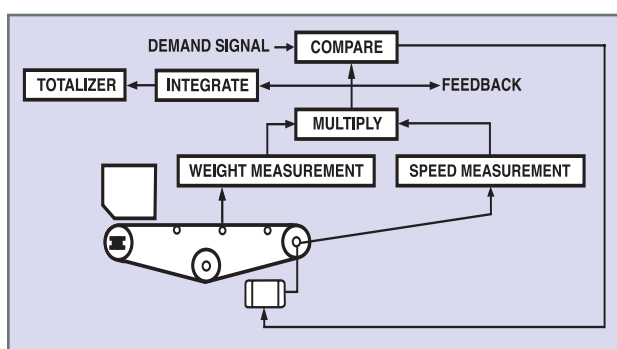 DEMAND SIGNAL
COMPARE
TOTALIZER
INTEGRATE
FEEDBACK
MULTIPLY
WEIGHT MEASUREMENT
SPEED MEASUREMENT